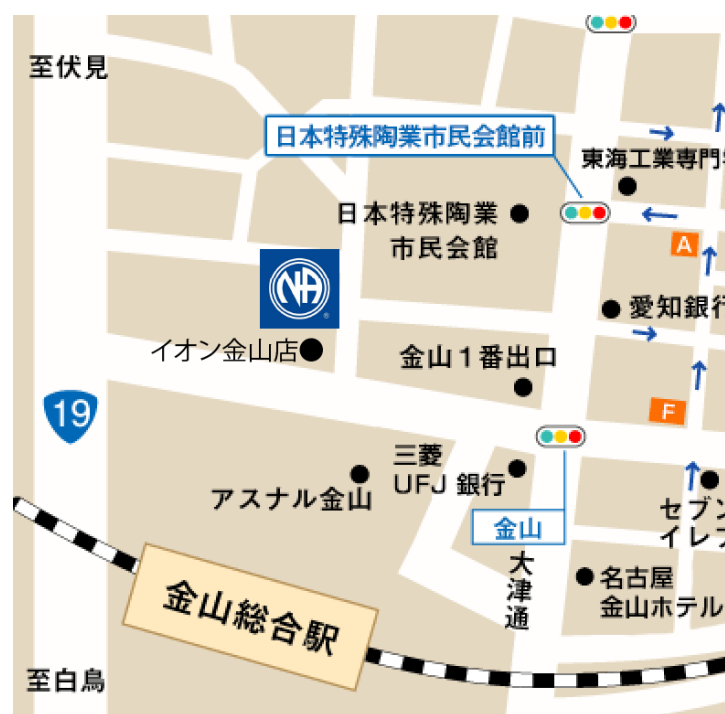 至伏見
日本特殊陶業市民会館前
東海工業専門
日本特殊陶業
市民会館
A
NA
®
愛知銀行
イオン金山店
金山1番出口
19
F
三菱
UFJ 銀行
アスナル金山
セブン
イレブ
金山
大津通
名古屋
金山ホテル
金山総合駅
至白鳥